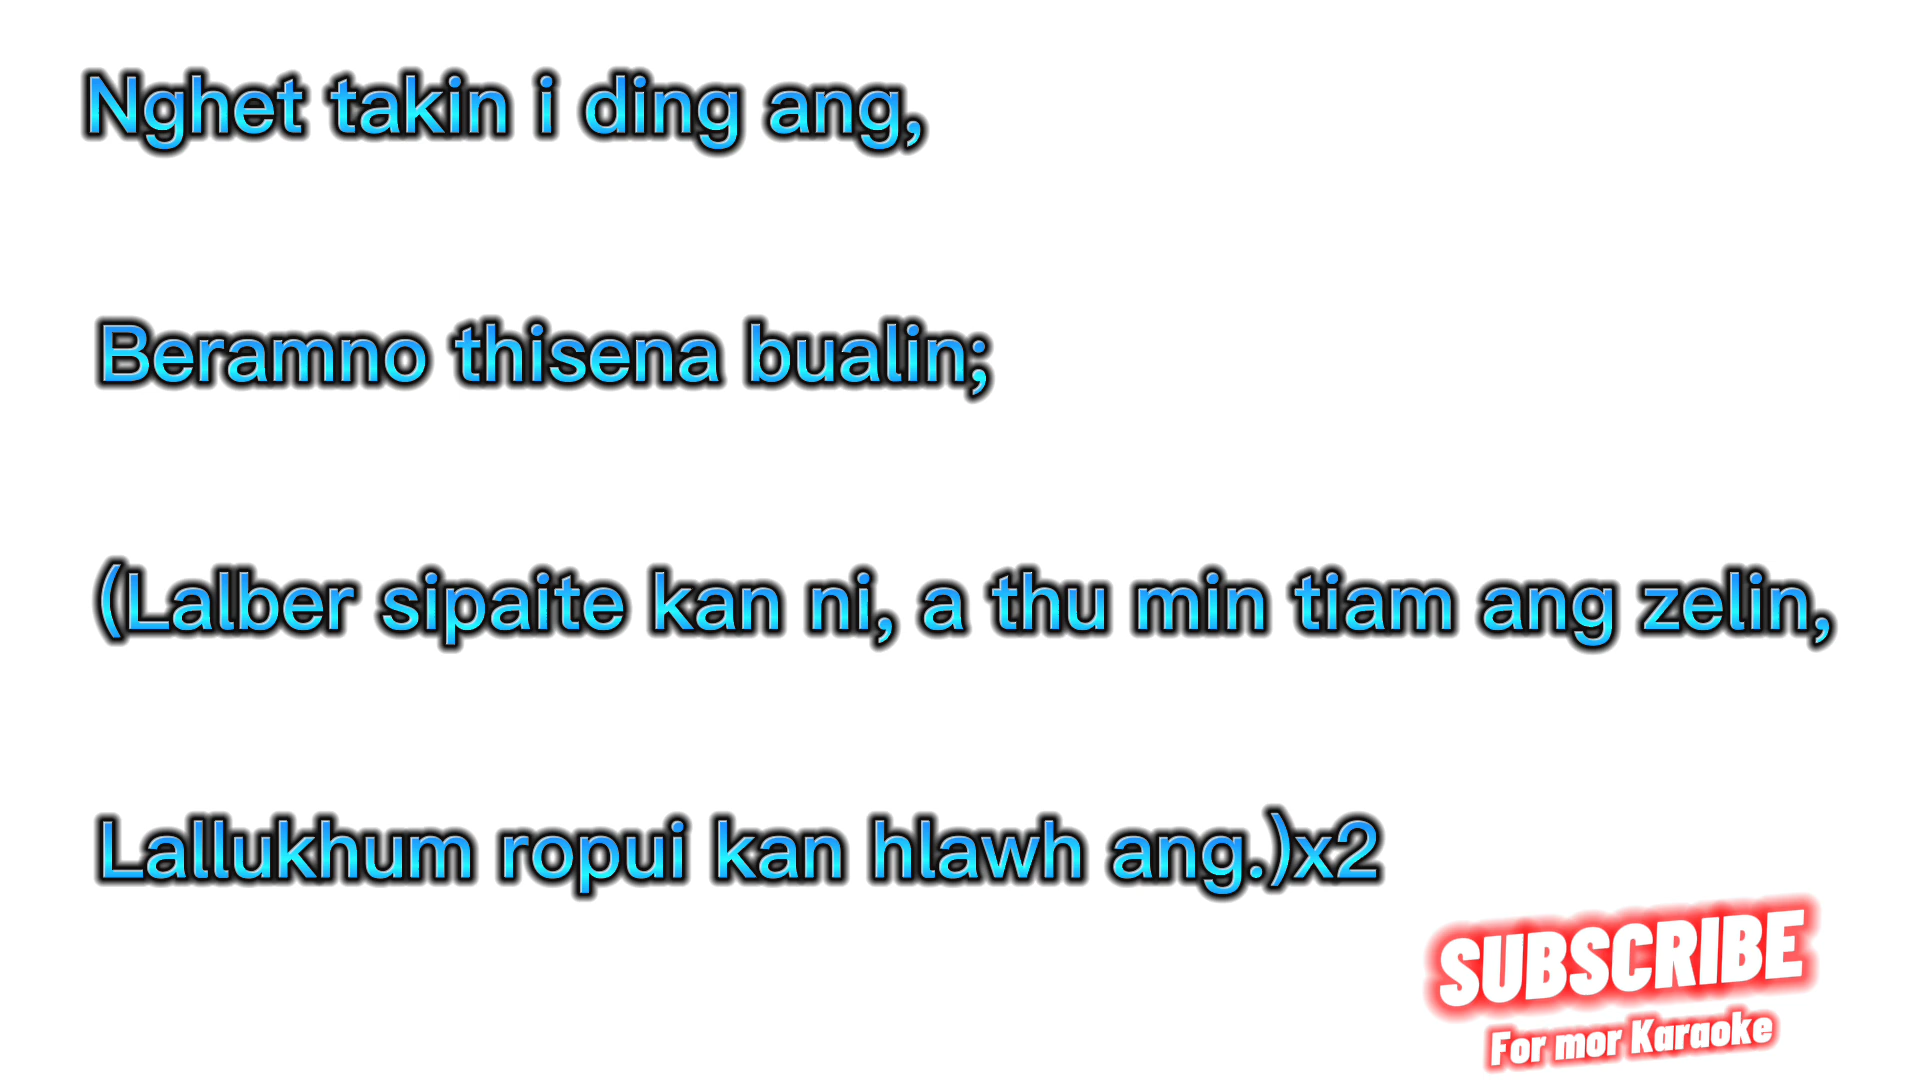 Nghet takin i ding ang,
Beramno thisena bualin;
(Lalber sipaite kan ni, a thu min tiam ang zelin,
Lallukhum ropui kan hlawh ang.)x2
SUBSCRIBE
For mor Karaoke